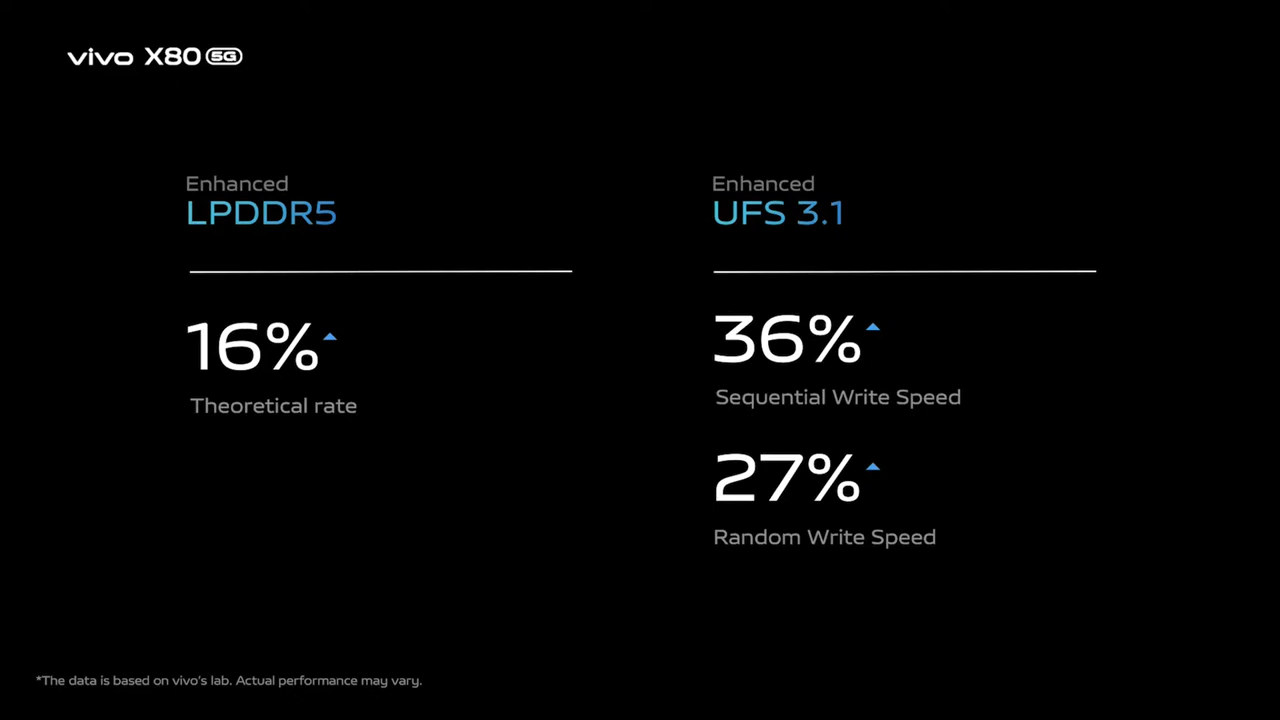 vivo X80 5G
Enhanced
LPDDR5
16%
Theoretical rate
Enhanced
UFS 3.1
36%
Sequential Write Speed
27%
Random Write Speed
*The data is based on vivo's lab. Actual performance may vary.